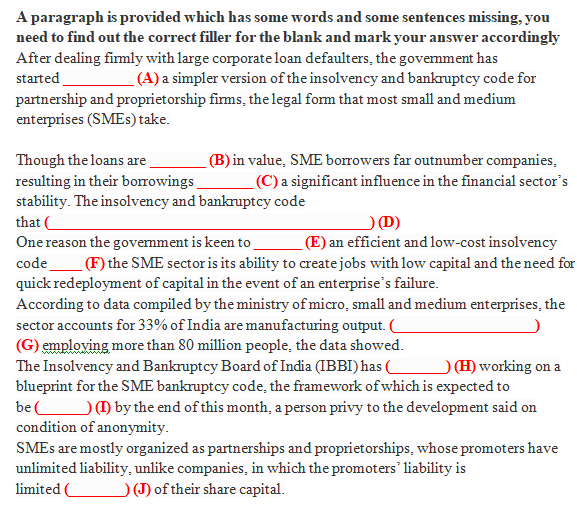 A paragraph is provided which has some words and some sentences missing, you
need to find out the correct filler for the blank and mark your answer accordingly
After dealing firmly with large corporate loan defaulters, the government has
started __________ (A) a simpler version of the insolvency and bankruptcy code for
partnership and proprietorship firms, the legal form that most small and medium
enterprises (SMEs) take.
Though the loans are ________ (B) in value, SME borrowers far outnumber companies,
resulting in their borrowings ________ (C) a significant influence in the financial sector's
stability. The insolvency and bankruptcy code
that (______________________________________________) (D)
One reason the government is keen to _______ (E) an efficient and low-cost insolvency
code _____ (F) the SME sector is its ability to create jobs with low capital and the need for
quick redeployment of capital in the event of an enterprise's failure.
According to data compiled by the ministry of micro, small and medium enterprises, the
sector accounts for 33% of India are manufacturing output. (____________________)
(G) employing more than 80 million people, the data showed.
The Insolvency and Bankruptcy Board of India (IBBI) has (________) (H) working on a
blueprint for the SME bankruptcy code, the framework of which is expected to
be (_______) (I) by the end of this month, a person privy to the development said on
condition of anonymity.
SMEs are mostly organized as partnerships and proprietorships, whose promoters have
unlimited liability, unlike companies, in which the promoters' liability is
limited (________) (J) of their share capital.